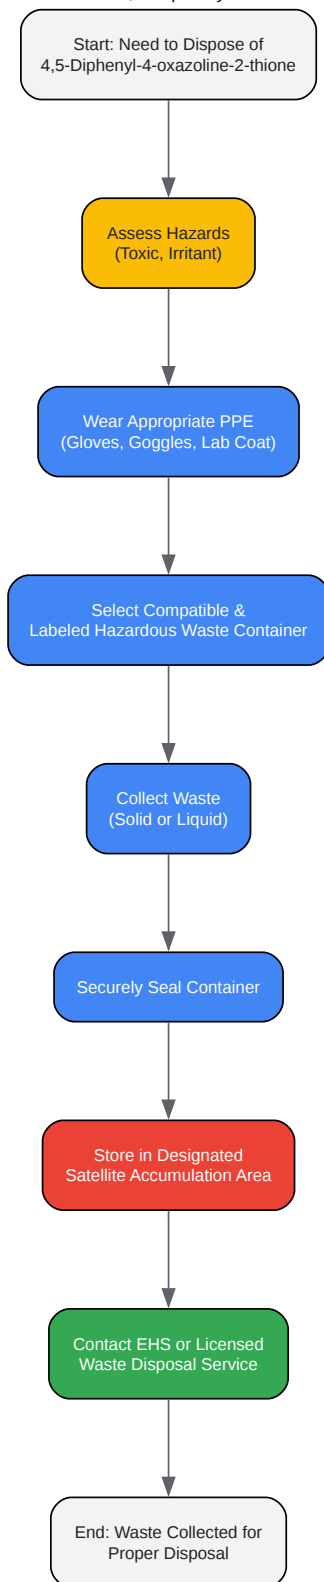 Start: Need to Dispose of
4,5-Diphenyl-4-oxazoline-2-thione
Assess Hazards
(Toxic, Irritant)
Wear Appropriate PPE
(Gloves, Goggles, Lab Coat)
Select Compatible &
Labeled Hazardous Waste Container
Collect Waste
(Solid or Liquid)
Securely Seal Container
Store in Designated
Satellite Accumulation Area
Contact EHS or Licensed
Waste Disposal Service
End: Waste Collected for
Proper Disposal